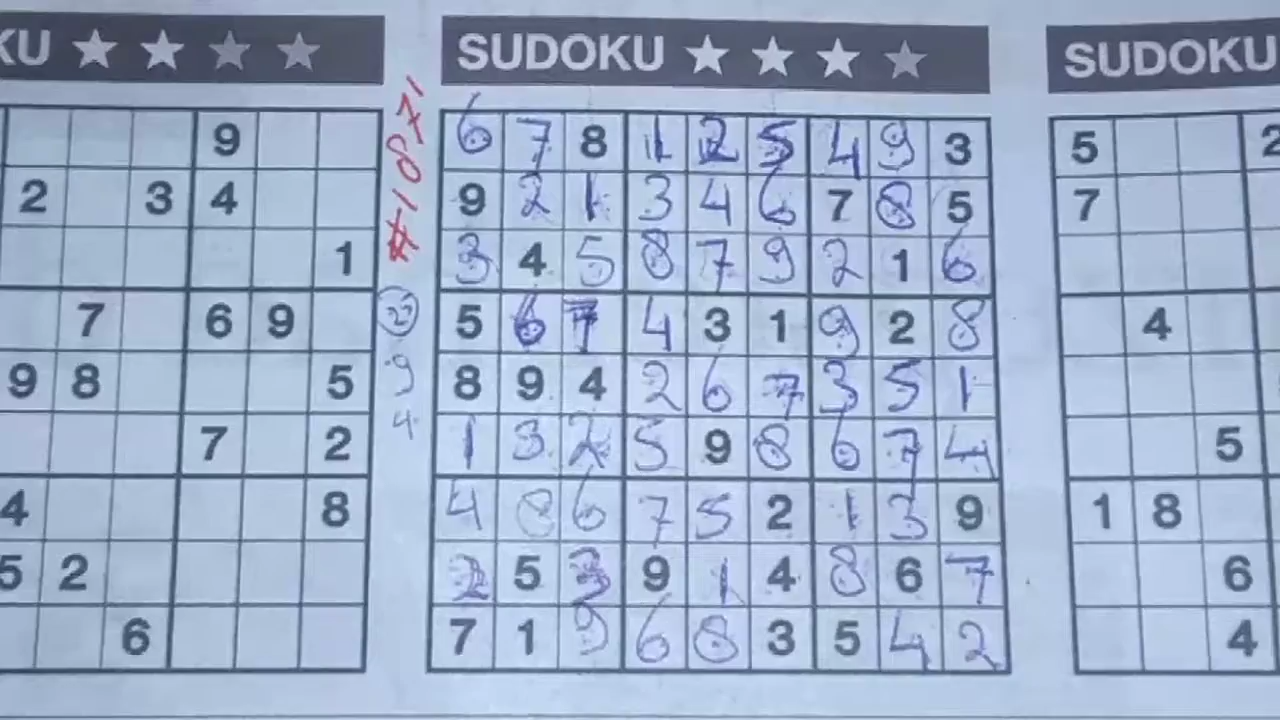 KU ★★☆☆
9
2 3 4
1
7 6 9
9 8 5
7 2
4 8
5 2
6
#10871
27
9
4
SUDOKU ★★★☆
6 7 8 1 2 5 4 9 3
9 2 1 3 4 6 7 8 5
3 4 5 8 7 9 2 1 6
5 6 7 4 3 1 9 2 8
8 9 4 2 6 7 3 5 1
1 3 2 5 9 8 6 7 4
4 8 6 7 5 2 1 3 9
2 5 3 9 1 4 8 6 7
7 1 9 6 8 3 5 4 2
SUDOKU
5 2
7
4
5
1 8
6
4